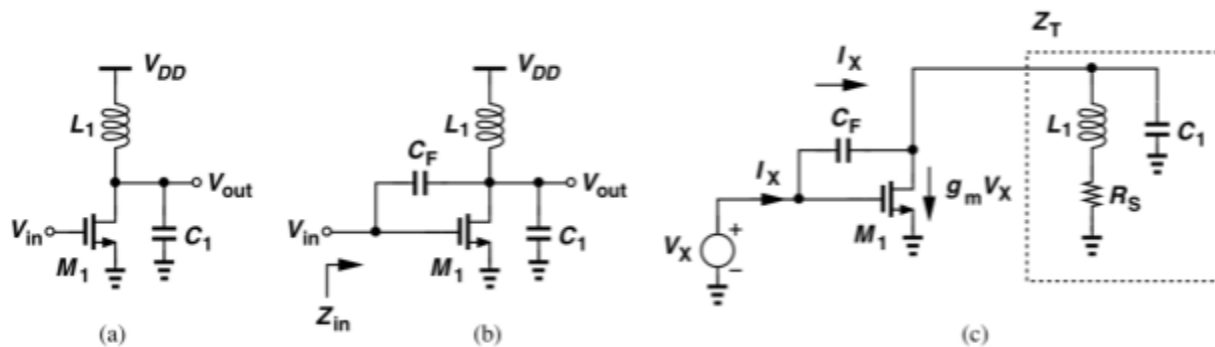 V_DD
L_1
V_out
V_in
M_1
C_1
(a)
V_DD
L_1
C_F
V_out
V_in
M_1
C_1
Z_in
(b)
Z_T
I_X
C_F
I_X
g_m V_X
M_1
V_X
+
−
L_1
C_1
R_S
(c)